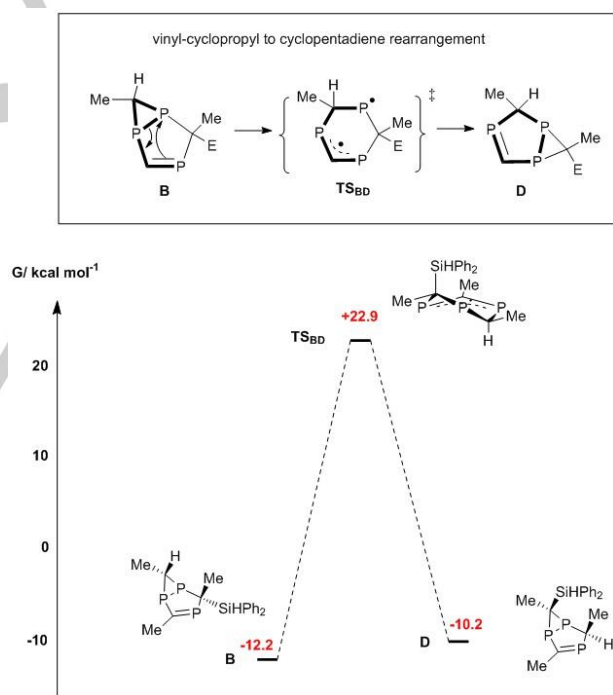 vinyl-cyclopropyl to cyclopentadiene rearrangement
H
Me
P
P
P
Me
E
B
H
Me
P
P
P
Me
E
‡
TSBD
Me
H
P
P
P
Me
E
D
G/ kcal mol-1
20
10
0
-10
SiHPh2
Me
Me
P
P
P
Me
H
+22.9
TSBD
H
Me
Me
P
P
P
SiHPh2
Me
-12.2
B
-10.2
D
SiHPh2
Me
Me
P
P
P
H
Me